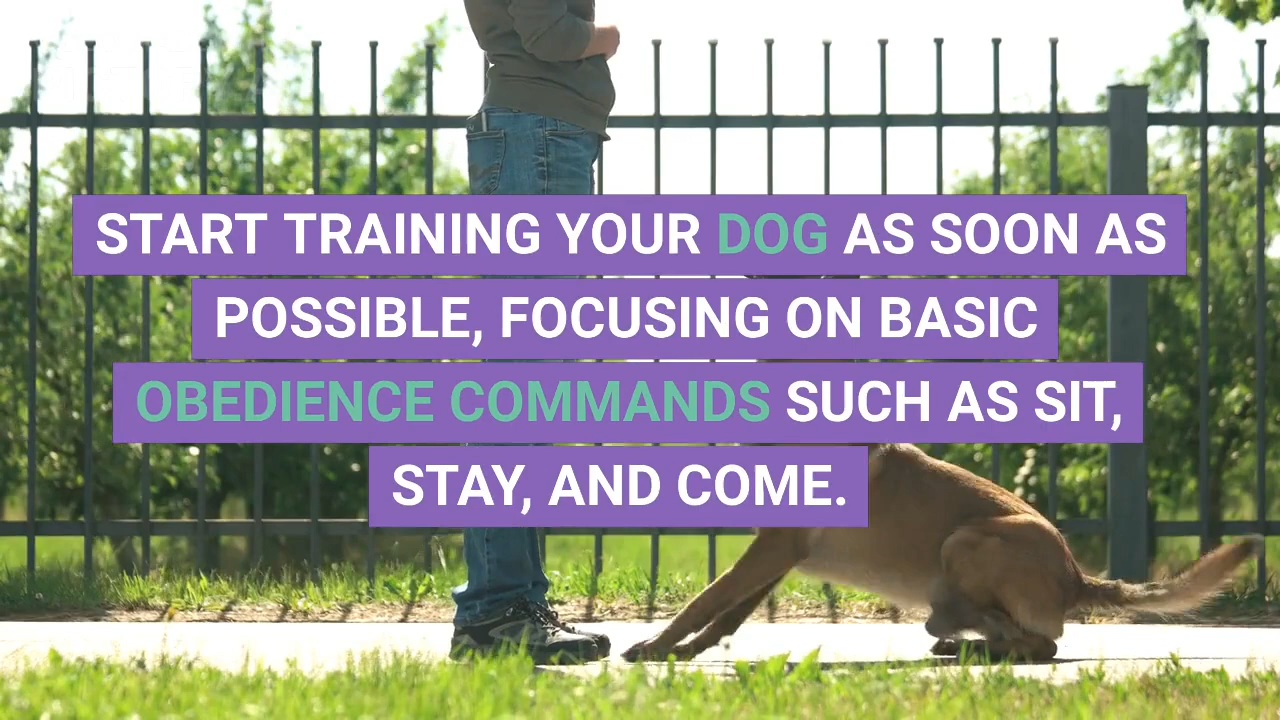 START TRAINING YOUR DOG AS SOON AS
POSSIBLE, FOCUSING ON BASIC
OBEDIENCE COMMANDS SUCH AS SIT,
STAY, AND COME.